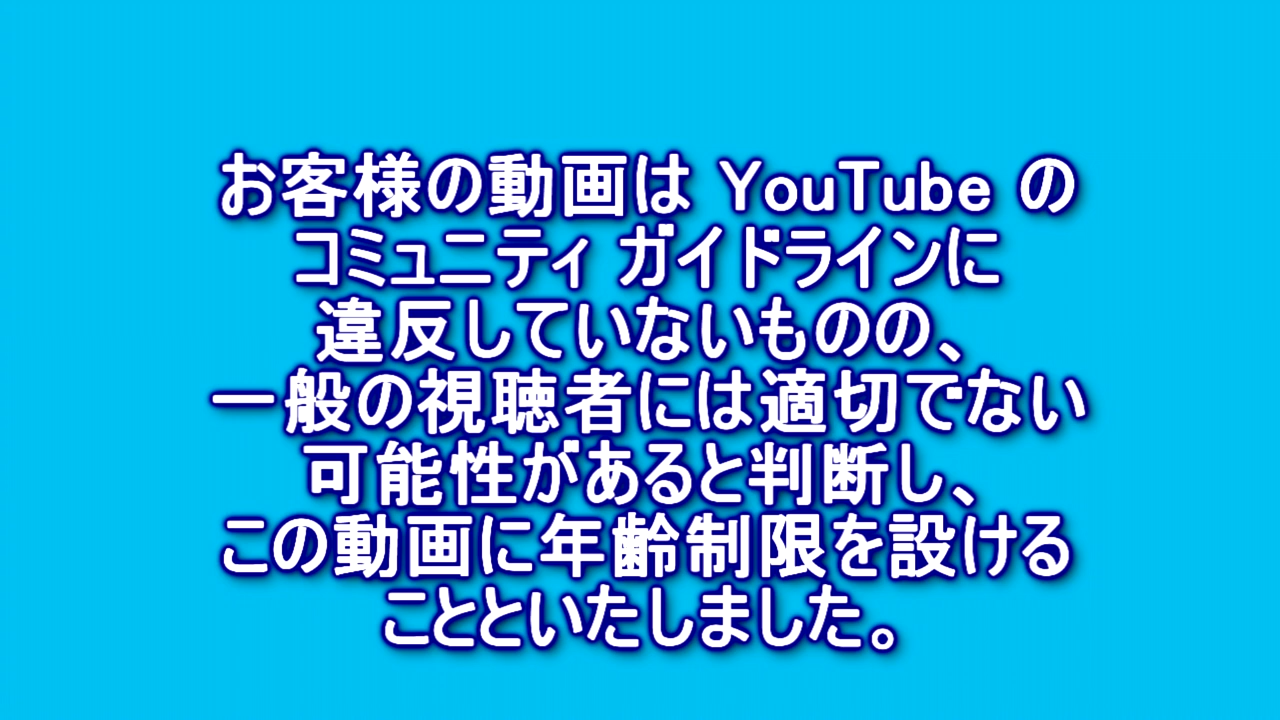 お客様の動画は YouTube の
コミュニティ ガイドラインに
違反していないものの、
一般の視聴者には適切でない
可能性があると判断し、
この動画に年齢制限を設ける
ことといたしました。